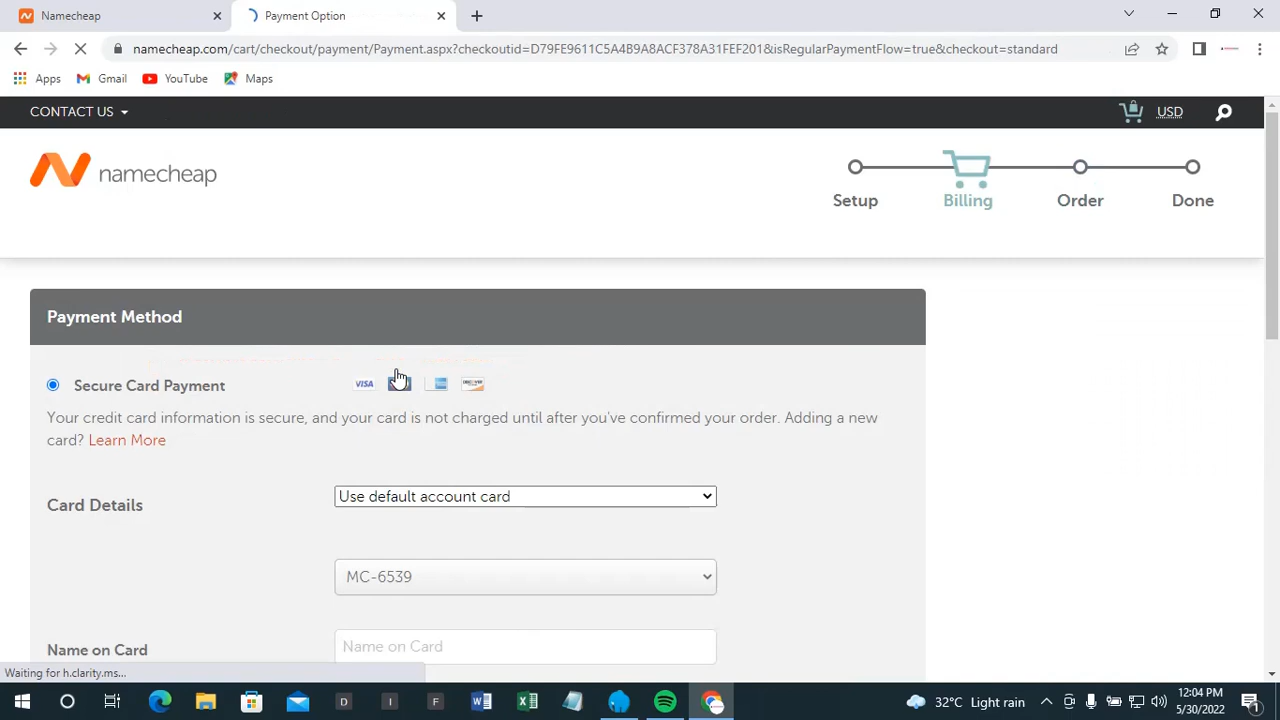 Namecheap
Payment Option
namecheap.com/cart/checkout/payment/Payment.aspx?checkoutid=D79FE9611C5A4B9A8ACF378A31FEF201&isRegularPaymentFlow=true&checkout=standard
Apps Gmail YouTube Maps
CONTACT US
USD
namecheap
Setup Billing Order Done
Payment Method
Secure Card Payment
VISA
DISCOVER
Your credit card information is secure, and your card is not charged until after you've confirmed your order. Adding a new
card? Learn More
Card Details
Use default account card
MC-6539
Name on Card
Name on Card
Waiting for h.clarity.ms...
D I F
32°C Light rain
12:04 PM
5/30/2022
1